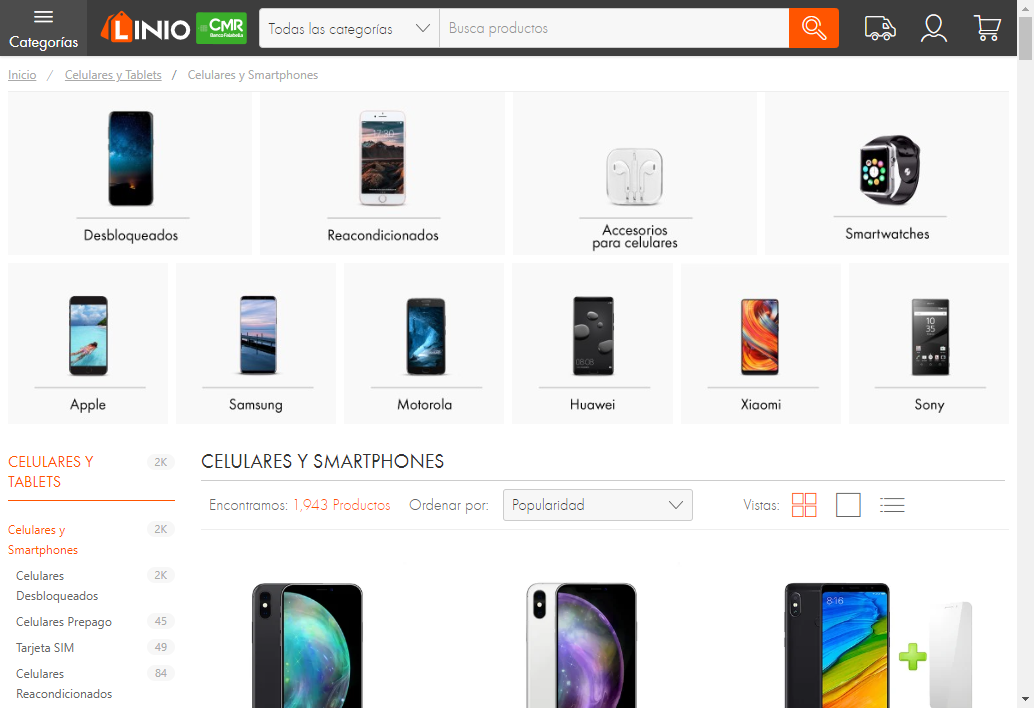 Categorías
LINIO
CMR
Banco Falabella
Todas las categorías
Busca productos
Inicio / Celulares y Tablets / Celulares y Smartphones
Desbloqueados
Reacondicionados
Accesorios
para celulares
Smartwatches
Apple
Samsung
Motorola
Huawei
Xiaomi
Sony
CELULARES Y
TABLETS
2K
Celulares y
Smartphones
2K
Celulares
Desbloqueados
2K
Celulares Prepago 45
Tarjeta SIM 49
Celulares
Reacondicionados
84
CELULARES Y SMARTPHONES
Encontramos: 1,943 Productos
Ordenar por: Popularidad
Vistas:
8:16